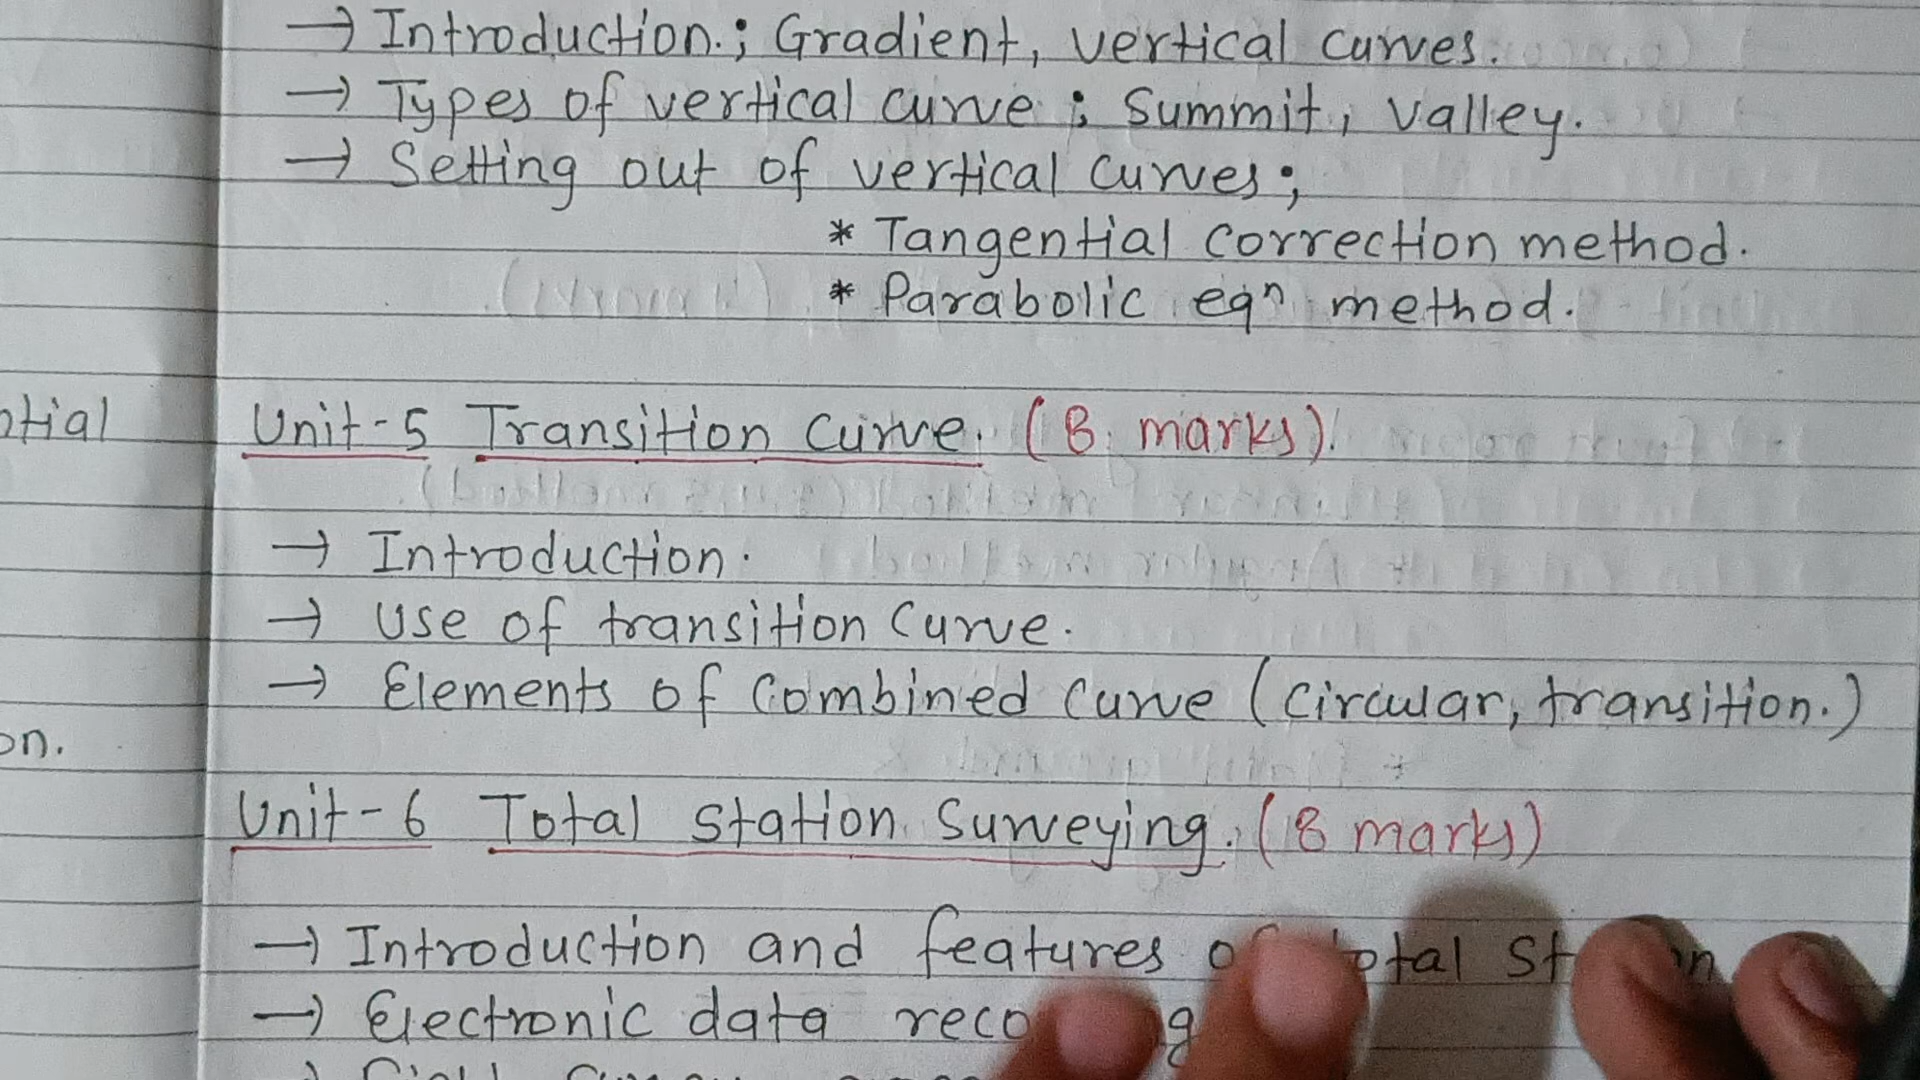 → Introduction.; Gradient, vertical curves.
→ Types of vertical curve; Summit, Valley.
→ Setting out of vertical curves;
* Tangential correction method.
* Parabolic eqn method.
Unit-5 Transition curve. (8 marks).
→ Introduction.
→ Use of transition curve.
→ Elements of Combined curve (circular, transition.)
on.
Unit-6 Total station Surveying. (8 marks)
→ Introduction and features
→ Electronic data